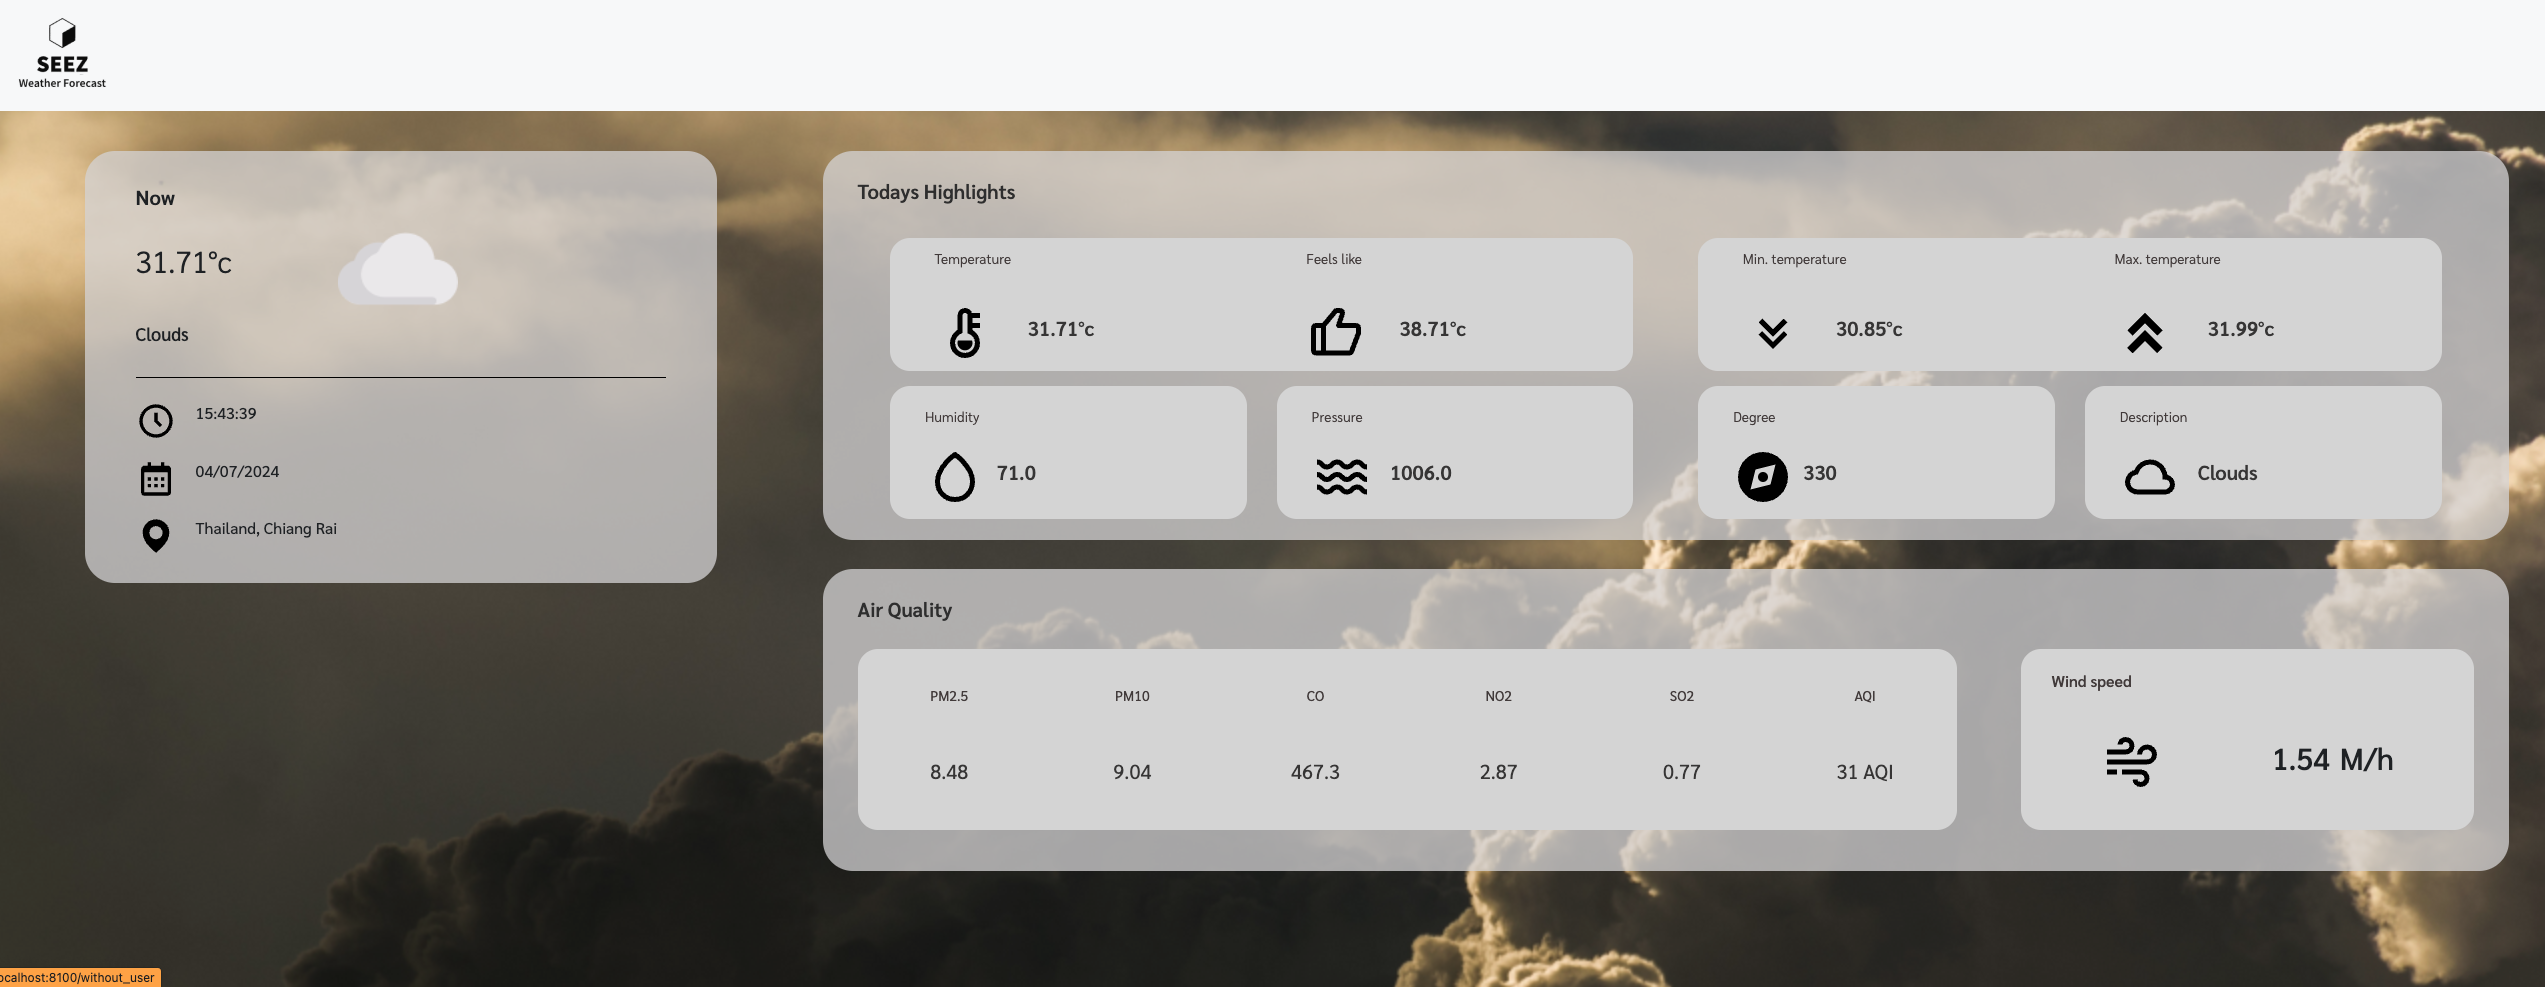 SEEZ
Weather Forecast
Now
31.71°c
Clouds
15:43:39
04/07/2024
Thailand, Chiang Rai
Todays Highlights
Temperature
31.71°c
Feels like
38.71°c
Min. temperature
30.85°c
Max. temperature
31.99°c
Humidity
71.0
Pressure
1006.0
Degree
330
Description
Clouds
Air Quality
PM2.5 PM10 CO NO2 SO2 AQI
8.48 9.04 467.3 2.87 0.77 31 AQI
Wind speed
1.54 M/h
ocalhost:8100/without_user